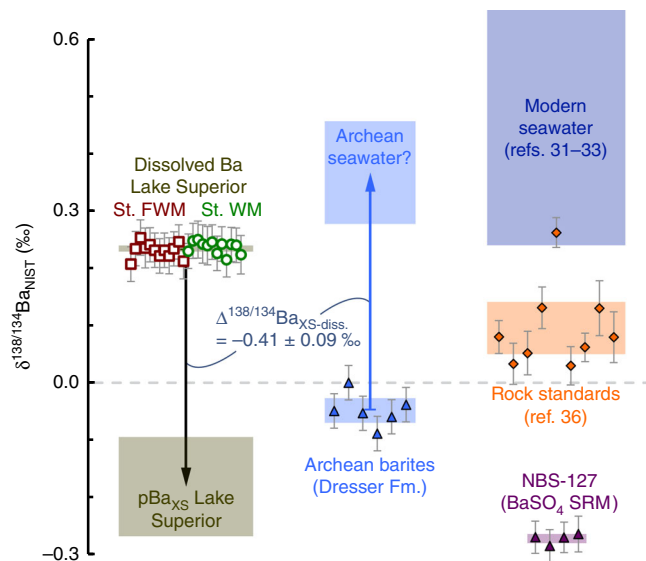 0.6
0.3
0.0
–0.3
δ138/134BaNIST (‰)
Dissolved Ba
Lake Superior
St. FWM St. WM
Δ138/134BaXS-diss.
= –0.41 ± 0.09 ‰
pBaXS Lake
Superior
Archean
seawater?
Archean barites
(Dresser Fm.)
Modern
seawater
(refs. 31–33)
Rock standards
(ref. 36)
NBS-127
(BaSO4 SRM)